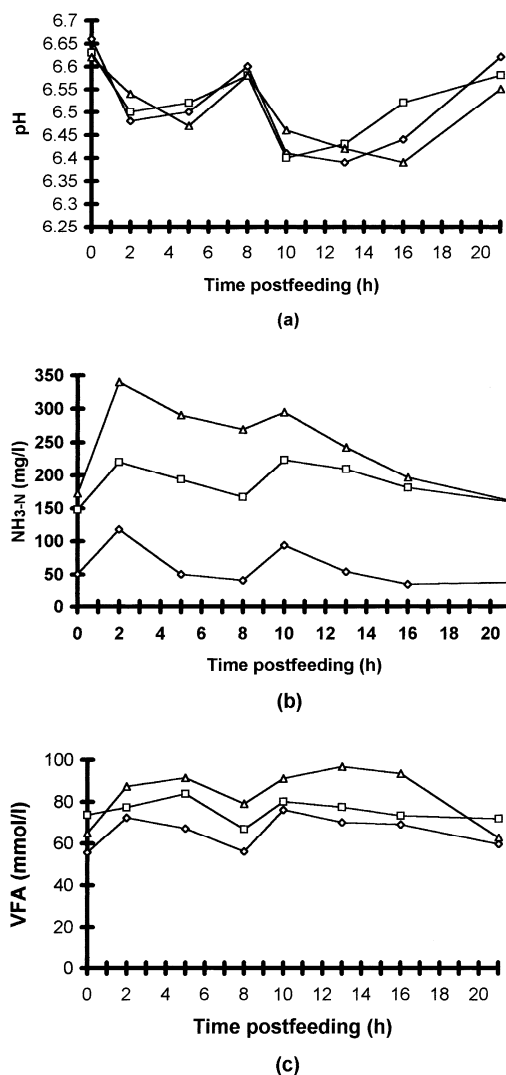 6.7
6.65
6.6
6.55
6.5
6.45
6.4
6.35
6.3
6.25
pH
0 2 4 6 8 10 12 14 16 18 20
Time postfeeding (h)
(a)
350
300
250
200
150
100
50
0
NH3-N (mg/l)
0 2 4 6 8 10 12 14 16 18 20
Time postfeeding (h)
(b)
100
80
60
40
20
0
VFA (mmol/l)
0 2 4 6 8 10 12 14 16 18 20
Time postfeeding (h)
(c)